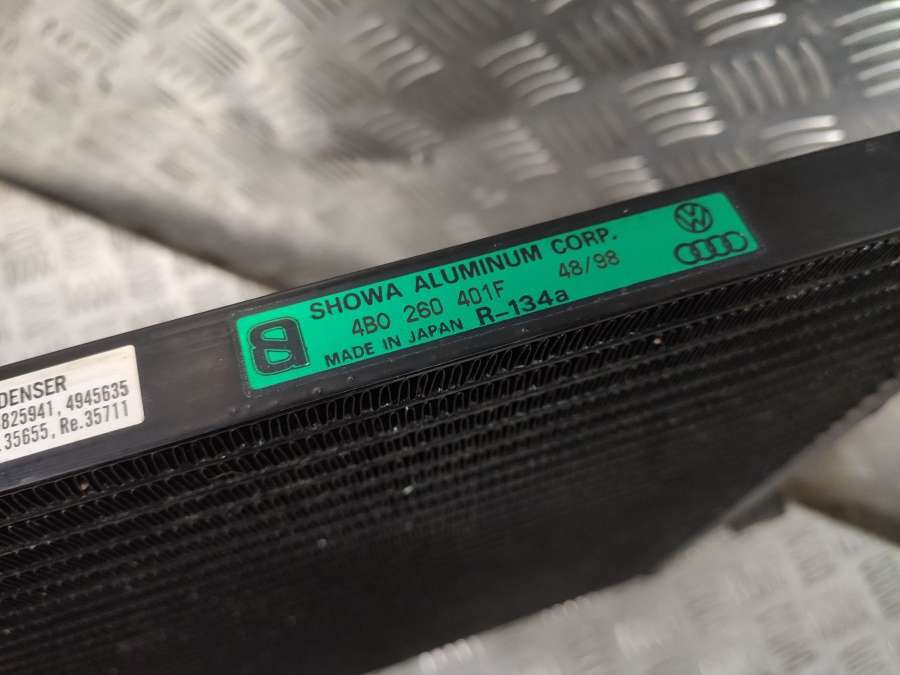 SHOWA ALUMINUM CORP.
4B0 260 401F 48/98
MADE IN JAPAN R-134a
DENSER
825941, 4945635
35655, Re.35711